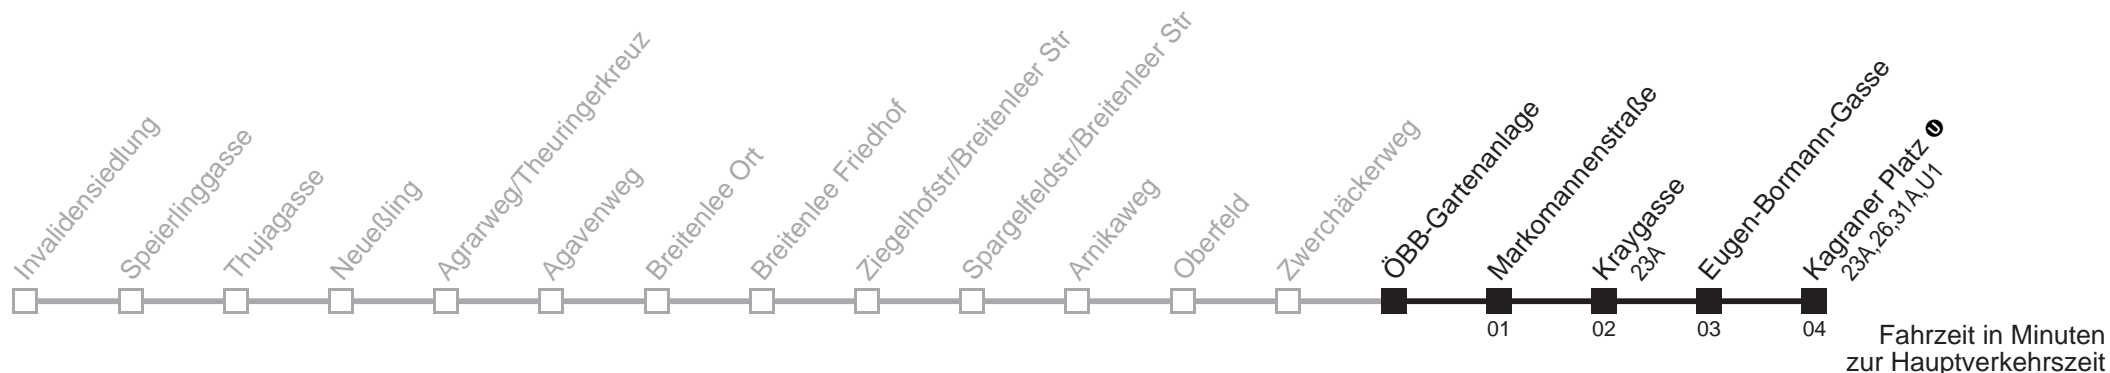 Invalidensiedlung
Speierlinggasse
Thujagasse
Neueßling
Agrarweg/Theuringerkreuz
Agavenweg
Breitenlee Ort
Breitenlee Friedhof
Ziegelhofstr/Breitenleer Str
Spargelfeldstr/Breitenleer Str
Arnikaweg
Oberfeld
Zwerchäckerweg
ÖBB-Gartenanlage
Markomannenstraße
Kraygasse
23A
Eugen-Bormann-Gasse
Kagraner Platz U
23A,26,31A,U1
01
02
03
04
Fahrzeit in Minuten
zur Hauptverkehrszeit